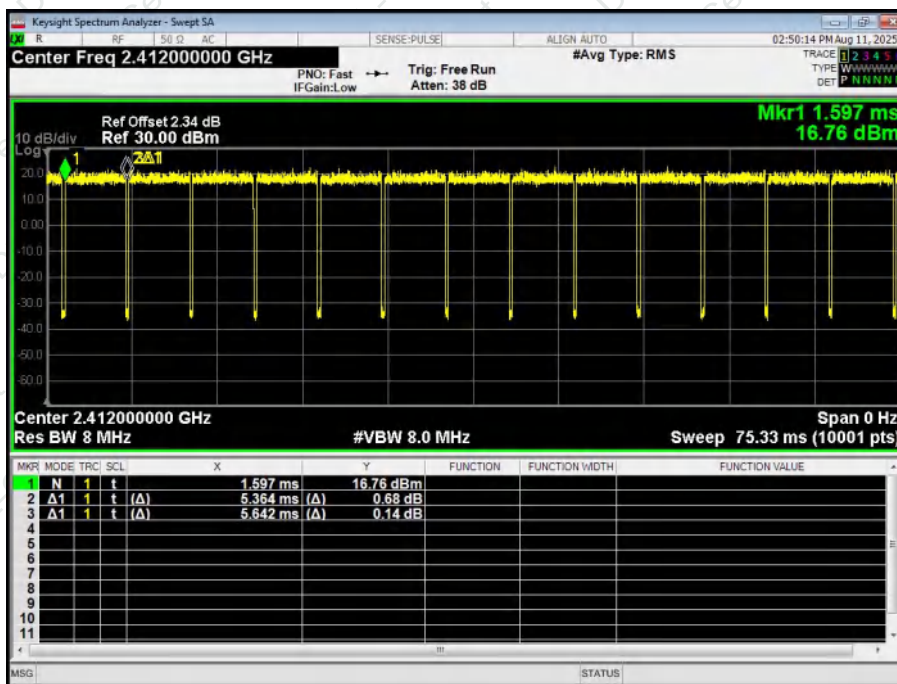 Keysight Spectrum Analyzer - Swept SA
LXI R RF 50 Ω AC SENSE:PULSE ALIGN AUTO 02:50:14 PM Aug 11, 2025
Center Freq 2.412000000 GHz #Avg Type: RMS TRACE 1 2 3 4 5
PNO: Fast Trig: Free Run TYPE WWWWWW
IFGain:Low Atten: 38 dB DET P N N N N
Mkr1 1.597 ms
Ref Offset 2.34 dB
10 dB/div Ref 30.00 dBm 16.76 dBm
Log
1 3Δ1
20.0
10.0
0.00
-10.0
-20.0
-30.0
-40.0
-50.0
-60.0
Center 2.412000000 GHz Span 0 Hz
Res BW 8 MHz #VBW 8.0 MHz Sweep 75.33 ms (10001 pts)
MKR MODE TRC SCL X Y FUNCTION FUNCTION WIDTH FUNCTION VALUE
1 N 1 t 1.597 ms 16.76 dBm
2 Δ1 1 t (Δ) 5.364 ms (Δ) 0.68 dB
3 Δ1 1 t (Δ) 5.642 ms (Δ) 0.14 dB
4
5
6
7
8
9
10
11
MSG STATUS